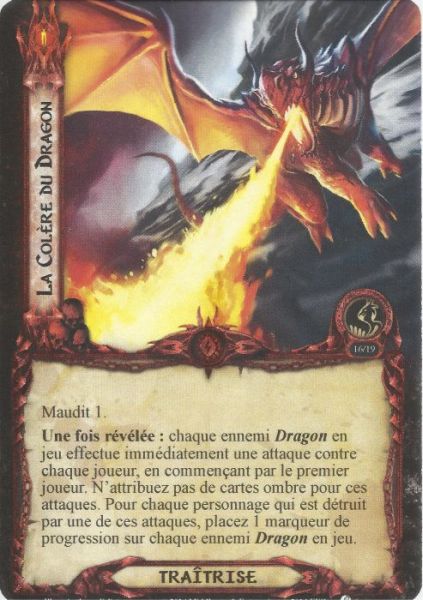 LA COLÈRE DU DRAGON
16/19
Maudit 1.
Une fois révélée : chaque ennemi Dragon en
jeu effectue immédiatement une attaque contre
chaque joueur, en commençant par le premier
joueur. N'attribuez pas de cartes ombre pour ces
attaques. Pour chaque personnage qui est détruit
par une de ces attaques, placez 1 marqueur de
progression sur chaque ennemi Dragon en jeu.
TRAÎTRISE